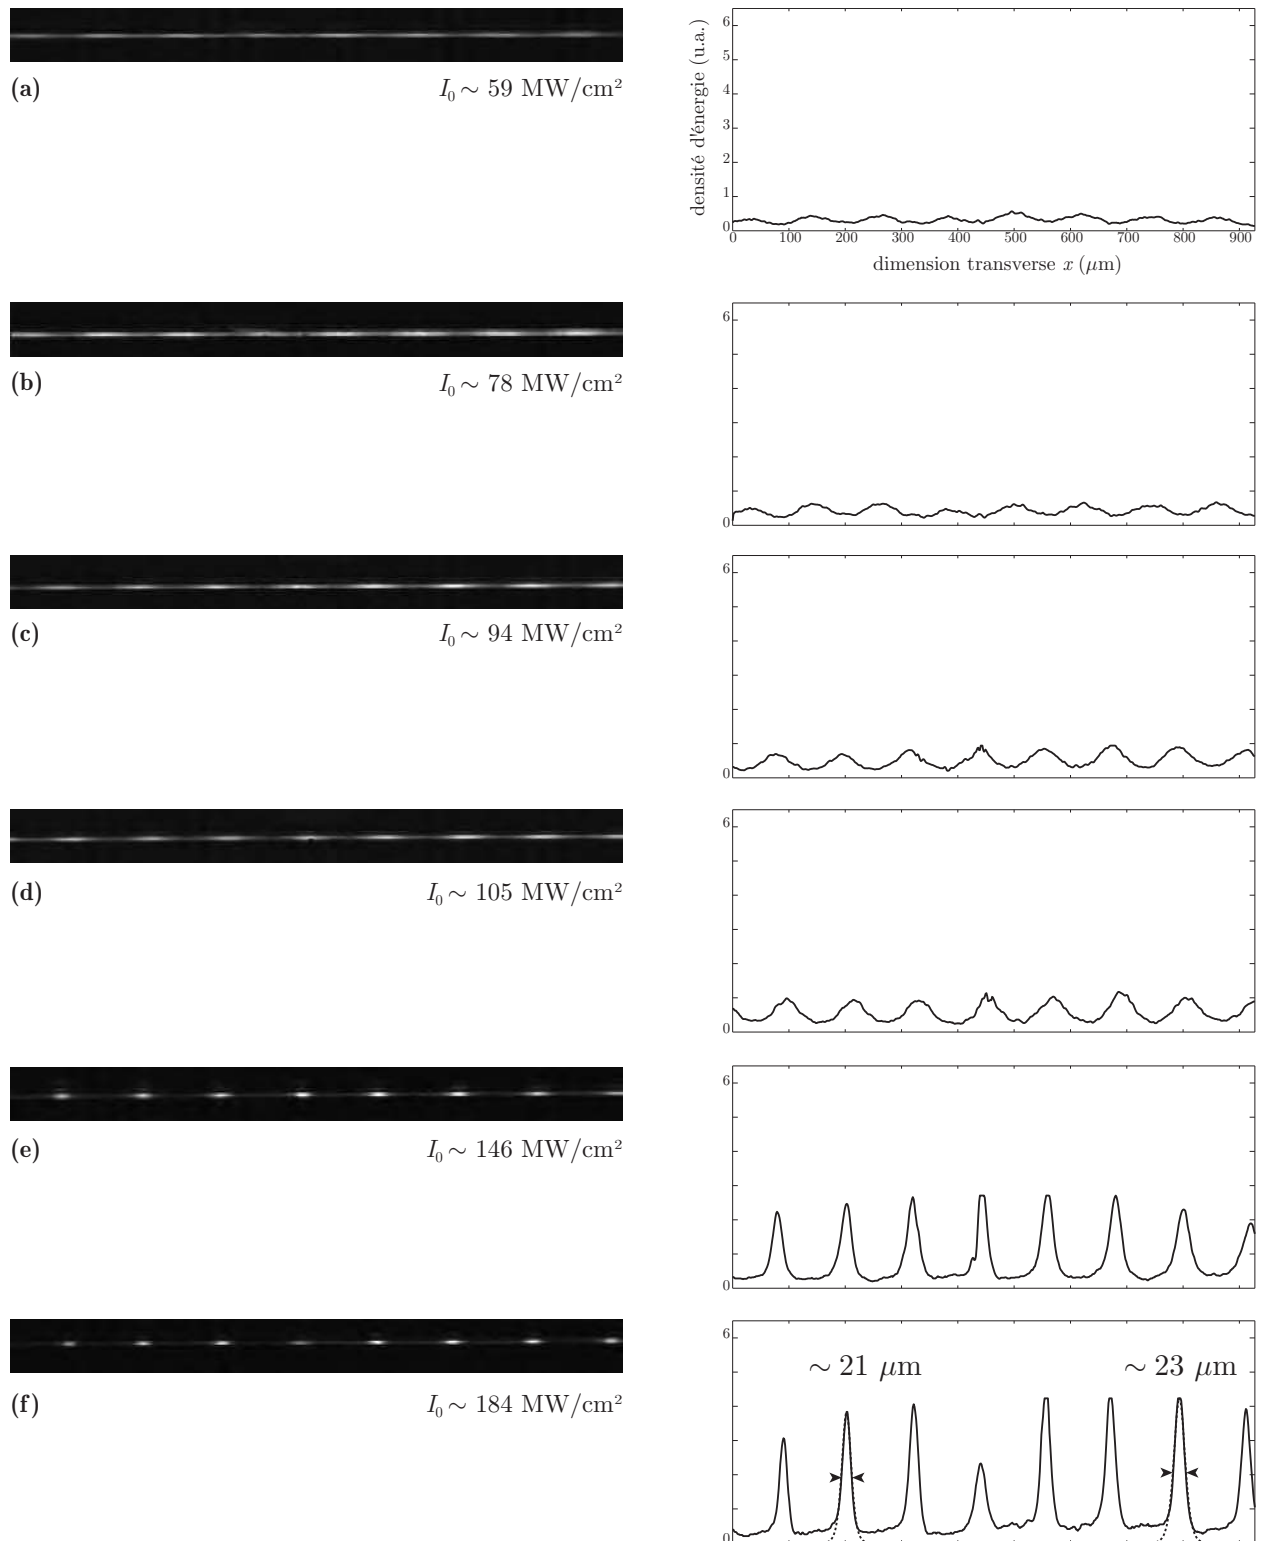 (a) I₀ ∼ 59 MW/cm²
densité d'énergie (u.a.)
6
5
4
3
2
1
0
0 100 200 300 400 500 600 700 800 900
dimension transverse x (μm)
(b) I₀ ∼ 78 MW/cm²
6
0
(c) I₀ ∼ 94 MW/cm²
6
0
(d) I₀ ∼ 105 MW/cm²
6
0
(e) I₀ ∼ 146 MW/cm²
6
0
(f) I₀ ∼ 184 MW/cm²
6
∼ 21 μm ∼ 23 μm
0